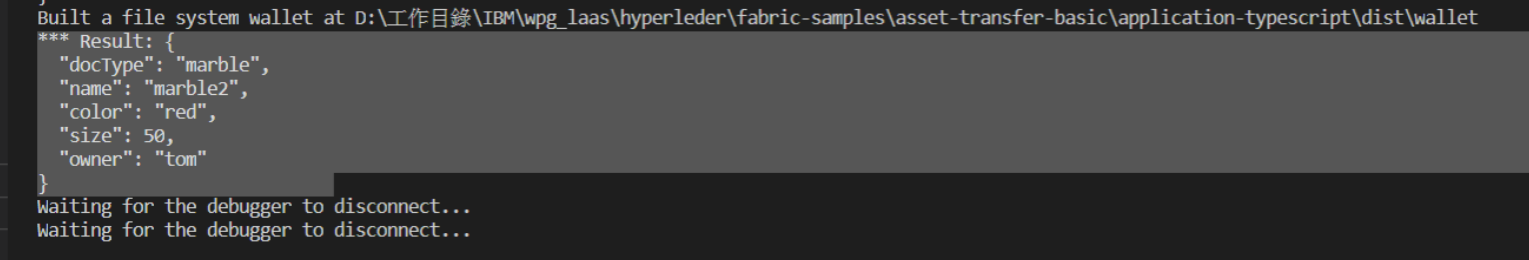 Built a file system wallet at D:\工作目錄\IBM\wpg_laas\hyperleder\fabric-samples\asset-transfer-basic\application-typescript\dist\wallet
*** Result: {
  "docType": "marble",
  "name": "marble2",
  "color": "red",
  "size": 50,
  "owner": "tom"
}
Waiting for the debugger to disconnect...
Waiting for the debugger to disconnect...